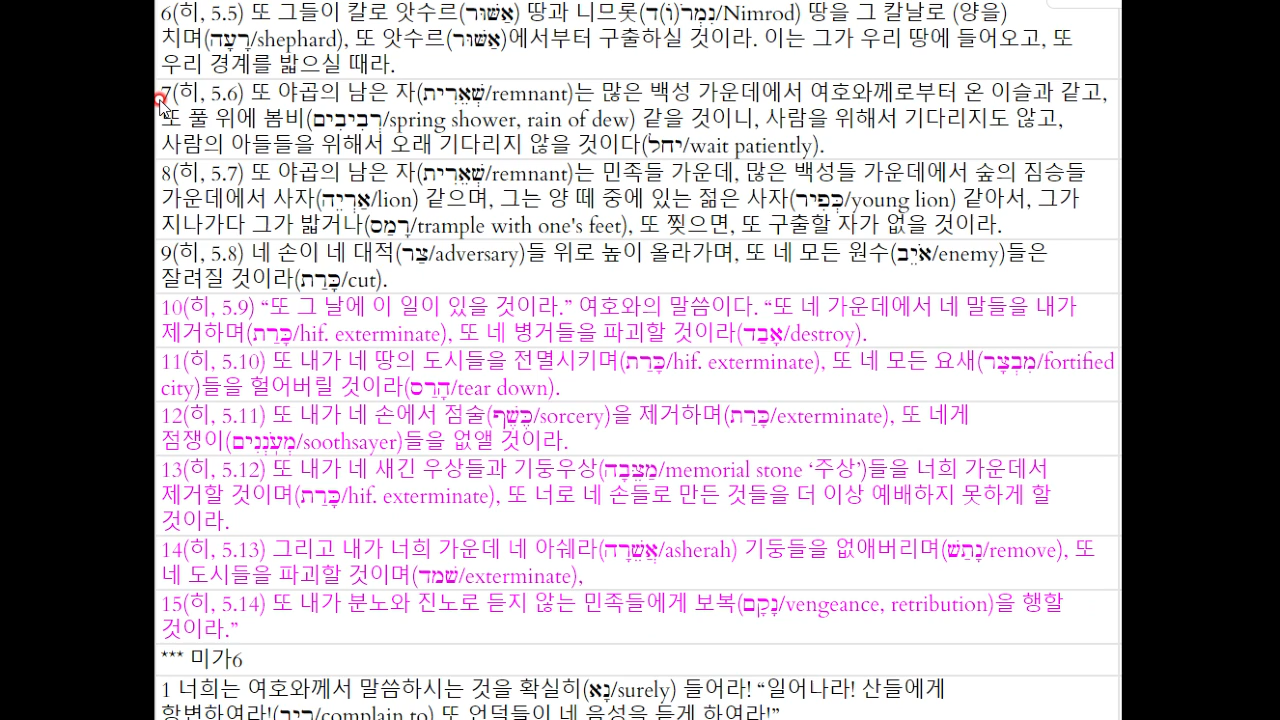 6(히, 5.5) 또 그들이 칼로 앗수르(אַשּׁוּר) 땅과 니므롯(נִמְרֹ(וֹ)ד/Nimrod) 땅을 그 칼날로 (양을)
치며(רָעָה/shephard), 또 앗수르(אַשּׁוּר)에서부터 구출하실 것이라. 이는 그가 우리 땅에 들어오고, 또
우리 경계를 밟으실 때라.
7(히, 5.6) 또 야곱의 남은 자(שְׁאֵרִית/remnant)는 많은 백성 가운데에서 여호와께로부터 온 이슬과 같고,
또 풀 위에 봄비(רְבִיבִים/spring shower, rain of dew) 같을 것이니, 사람을 위해서 기다리지도 않고,
사람의 아들들을 위해서 오래 기다리지 않을 것이다(יחל/wait patiently).
8(히, 5.7) 또 야곱의 남은 자(שְׁאֵרִית/remnant)는 민족들 가운데, 많은 백성들 가운데에서 숲의 짐승들
가운데에서 사자(אַרְיֵה/lion) 같으며, 그는 양 떼 중에 있는 젊은 사자(כְּפִיר/young lion) 같아서, 그가
지나가다 그가 밟거나(רָמַס/trample with one's feet), 또 찢으면, 또 구출할 자가 없을 것이라.
9(히, 5.8) 네 손이 네 대적(צַר/adversary)들 위로 높이 올라가며, 또 네 모든 원수(אֹיֵב/enemy)들은
잘려질 것이라(כָּרַת/cut).
10(히, 5.9) “또 그 날에 이 일이 있을 것이라.” 여호와의 말씀이다. “또 네 가운데에서 네 말들을 내가
제거하며(כָּרַת/hif. exterminate), 또 네 병거들을 파괴할 것이라(אָבַד/destroy).
11(히, 5.10) 또 내가 네 땅의 도시들을 전멸시키며(כָּרַת/hif. exterminate), 또 네 모든 요새(מִבְצָר/fortified
city)들을 헐어버릴 것이라(הָרַס/tear down).
12(히, 5.11) 또 내가 네 손에서 점술(כֶּשֶׁף/sorcery)을 제거하며(כָּרַת/exterminate), 또 네게
점쟁이(מְעֹנְנִים/soothsayer)들을 없앨 것이라.
13(히, 5.12) 또 내가 네 새긴 우상들과 기둥우상(מַצֵּבָה/memorial stone ‘주상’)들을 너희 가운데서
제거할 것이며(כָּרַת/hif. exterminate), 또 너로 네 손들로 만든 것들을 더 이상 예배하지 못하게 할
것이라.
14(히, 5.13) 그리고 내가 너희 가운데 네 아쉐라(אֲשֵׁרָה/asherah) 기둥들을 없애버리며(נָתַשׁ/remove), 또
네 도시들을 파괴할 것이며(שׁמד/exterminate),
15(히, 5.14) 또 내가 분노와 진노로 듣지 않는 민족들에게 보복(נָקָם/vengeance, retribution)을 행할
것이라.”
*** 미가6
1 너희는 여호와께서 말씀하시는 것을 확실히(נָא/surely) 들어라! “일어나라! 산들에게
항변하여라!(רִיב/complain to) 또 언덕들이 네 음성을 듣게 하여라!”